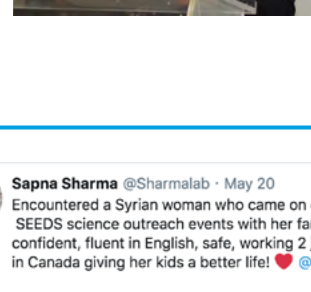 Sapna Sharma @Sharmalab · May 20
Encountered a Syrian woman who came on
SEEDS science outreach events with her
confident, fluent in English, safe, working 2
in Canada giving her kids a better life! ❤️ @